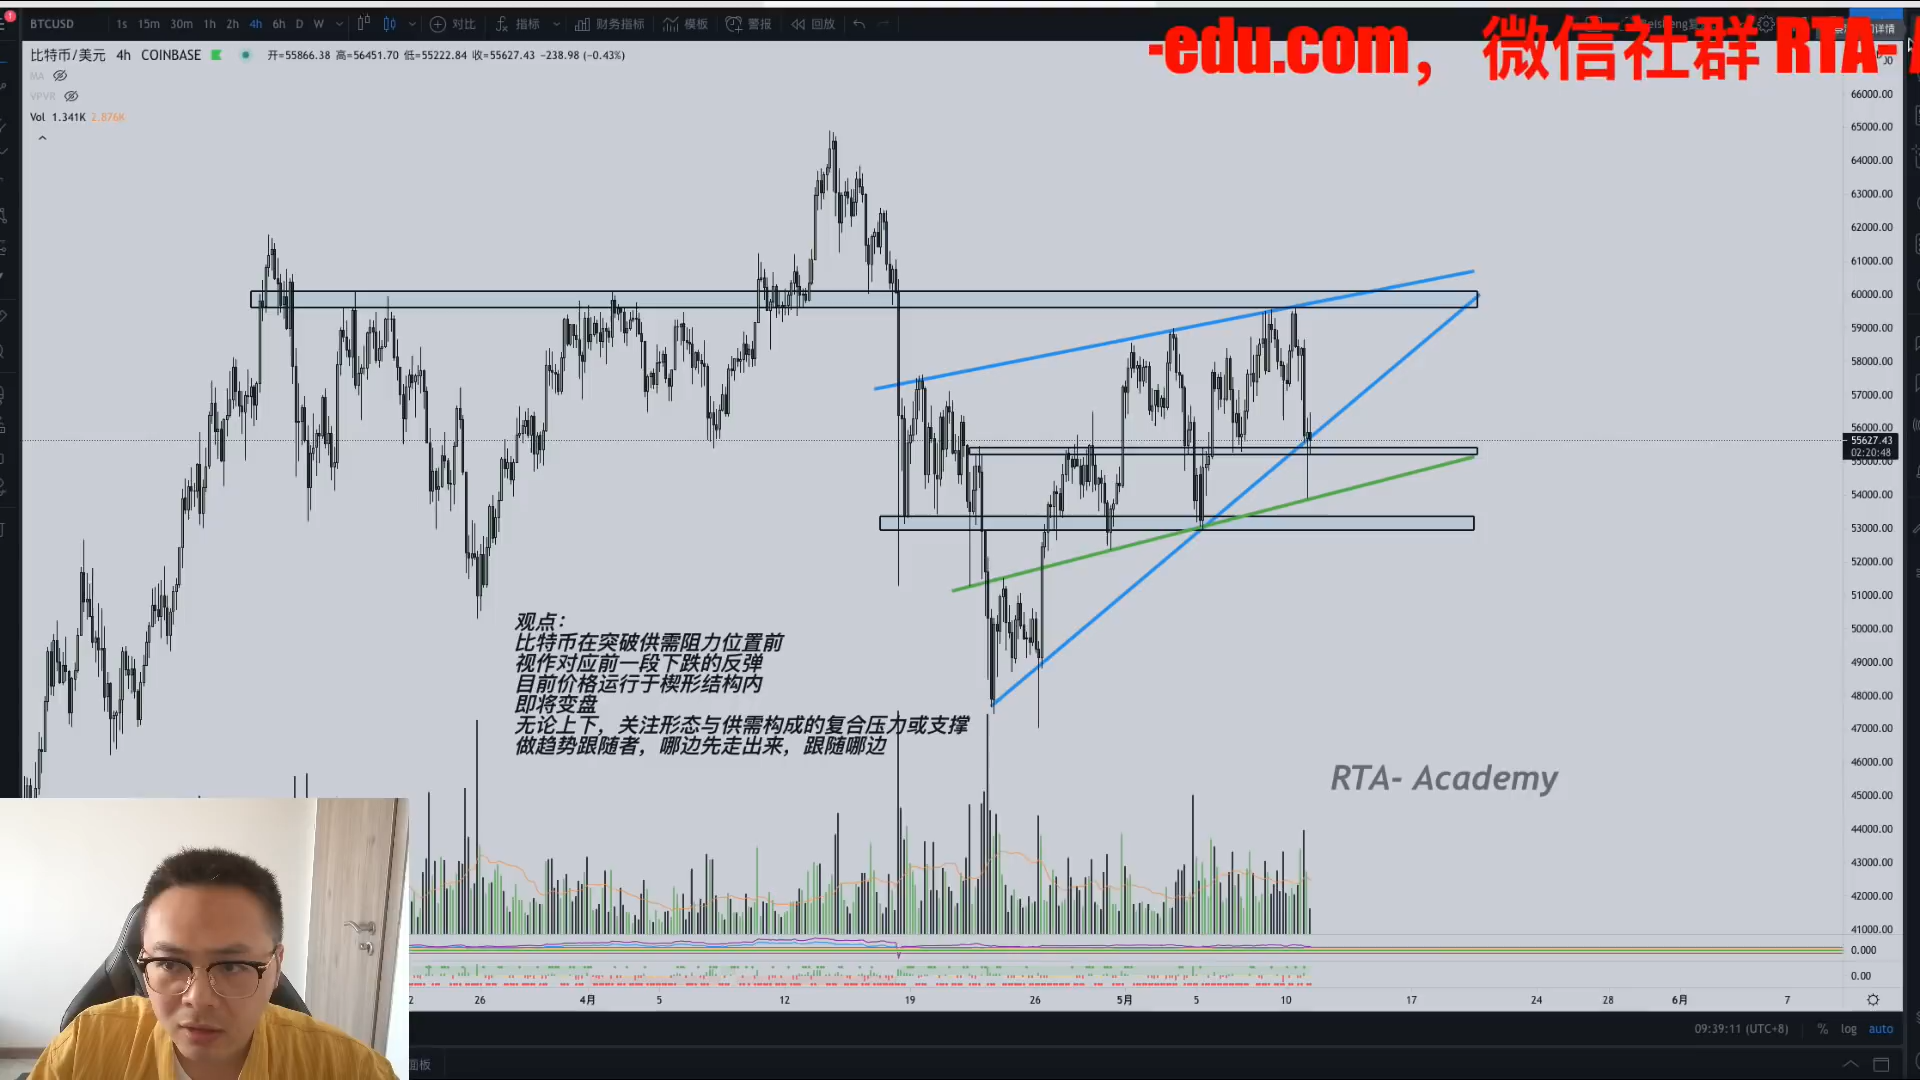 BTCUSD 1s 15m 30m 1h 2h 4h 6h D W 对比 指标 财务指标 模板 警报 回放
-edu.com，微信社群 RTA-
比特币/美元 4h COINBASE 开=55866.38 高=56451.70 低=55222.84 收=55627.43 −238.98 (−0.43%)
MA
VPVR
Vol 1.341K 2.876K
66000.00
65000.00
64000.00
63000.00
62000.00
61000.00
60000.00
59000.00
58000.00
57000.00
56000.00
55627.43
02:20:48
55000.00
54000.00
53000.00
52000.00
51000.00
50000.00
49000.00
48000.00
47000.00
46000.00
45000.00
44000.00
43000.00
42000.00
41000.00
0.000
0.00
观点：
比特币在突破供需阻力位置前
视作对应前一段下跌的反弹
目前价格运行于楔形结构内
即将变盘
无论上下，关注形态与供需构成的复合压力或支撑
做趋势跟随者，哪边先走出来，跟随哪边
RTA- Academy
2 26 4月 5 12 19 26 5月 5 10 17 24 28 6月 7
09:39:11 (UTC+8) % log auto
面板